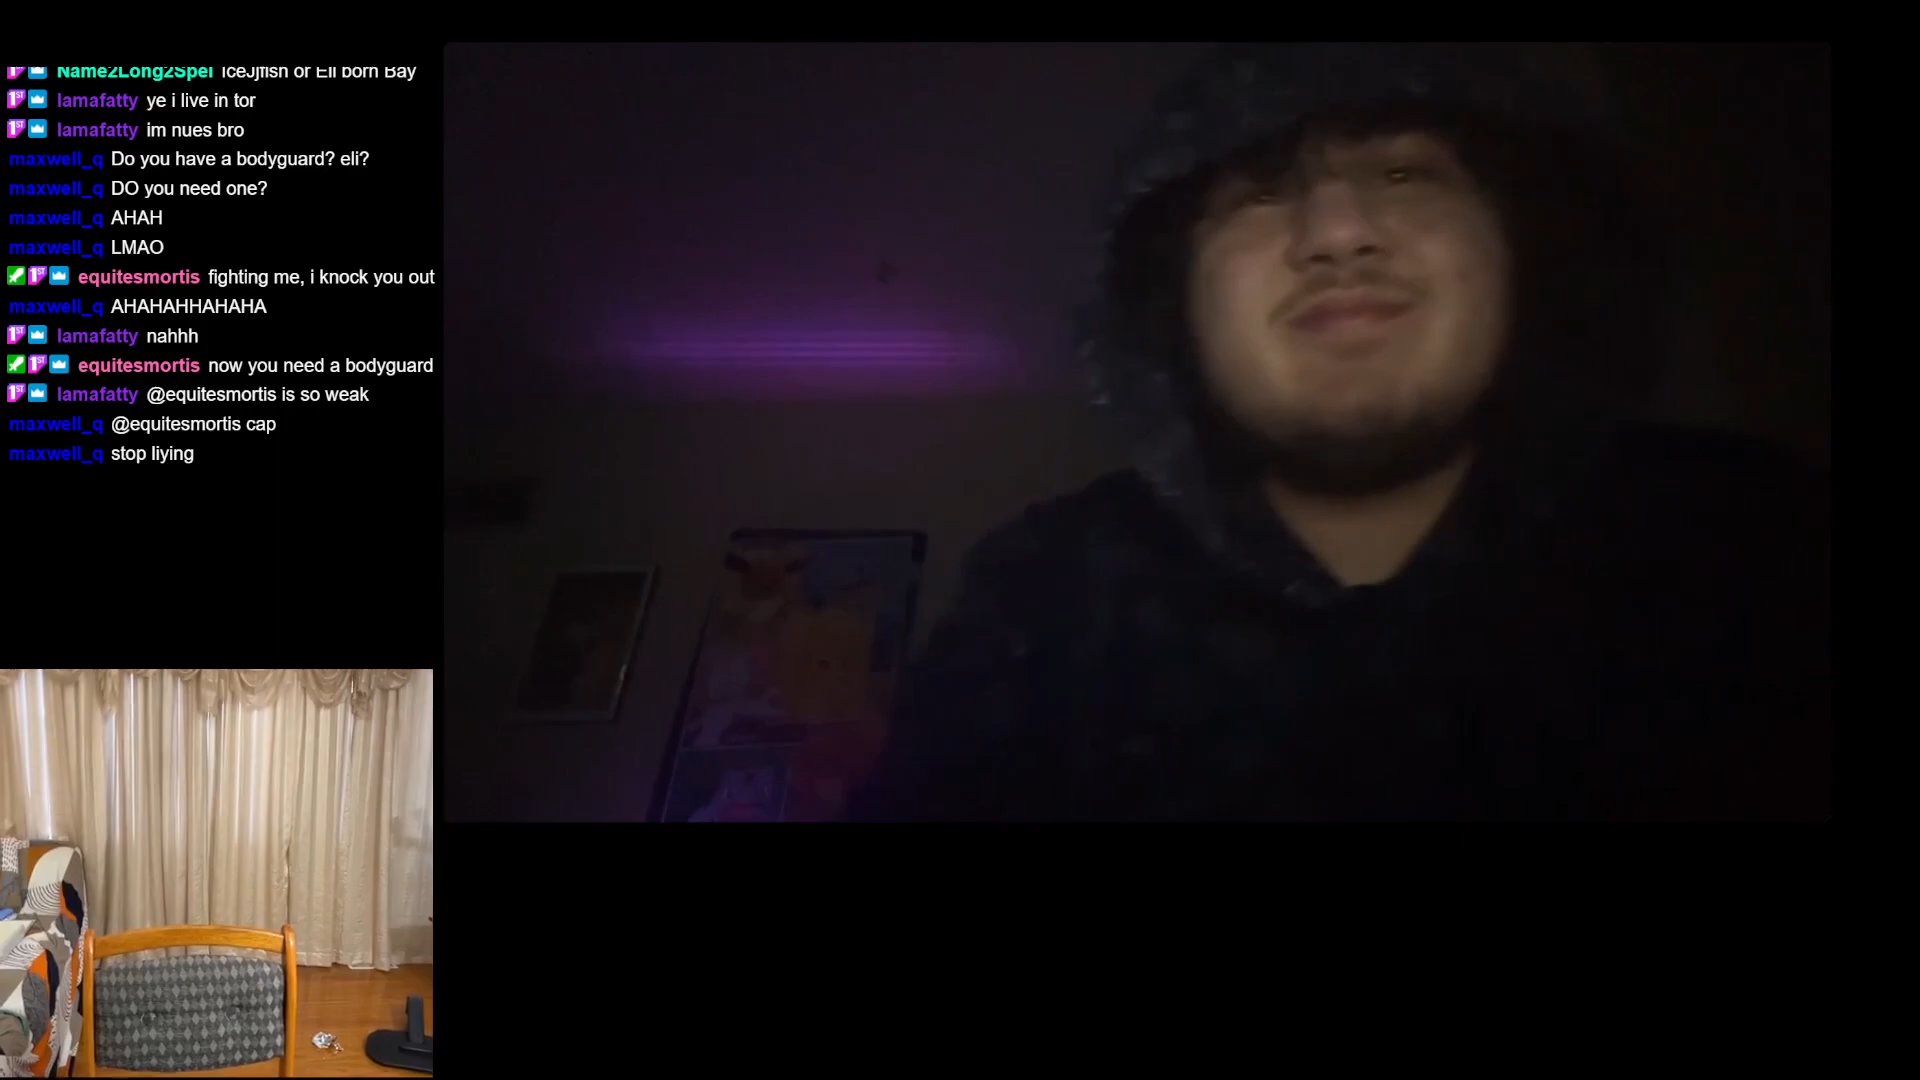 Name2Long2Spel IceJjfish or Eli born Bay
lamafatty ye i live in tor
lamafatty im nues bro
maxwell_q Do you have a bodyguard? eli?
maxwell_q DO you need one?
maxwell_q AHAH
maxwell_q LMAO
equitesmortis fighting me, i knock you out
maxwell_q AHAHAHHAHAHA
lamafatty nahhh
equitesmortis now you need a bodyguard
lamafatty @equitesmortis is so weak
maxwell_q @equitesmortis cap
maxwell_q stop liying